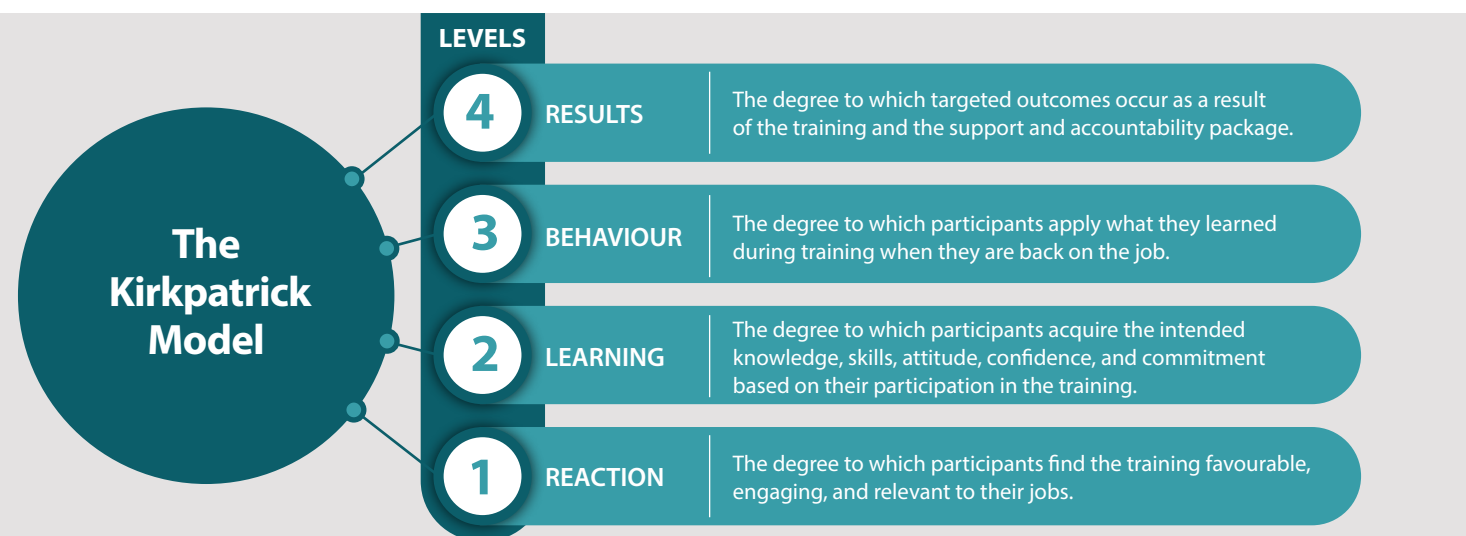 The
Kirkpatrick
Model
LEVELS
4
RESULTS
The degree to which targeted outcomes occur as a result
of the training and the support and accountability package.
3
BEHAVIOUR
The degree to which participants apply what they learned
during training when they are back on the job.
2
LEARNING
The degree to which participants acquire the intended
knowledge, skills, attitude, confidence, and commitment
based on their participation in the training.
1
REACTION
The degree to which participants find the training favourable,
engaging, and relevant to their jobs.